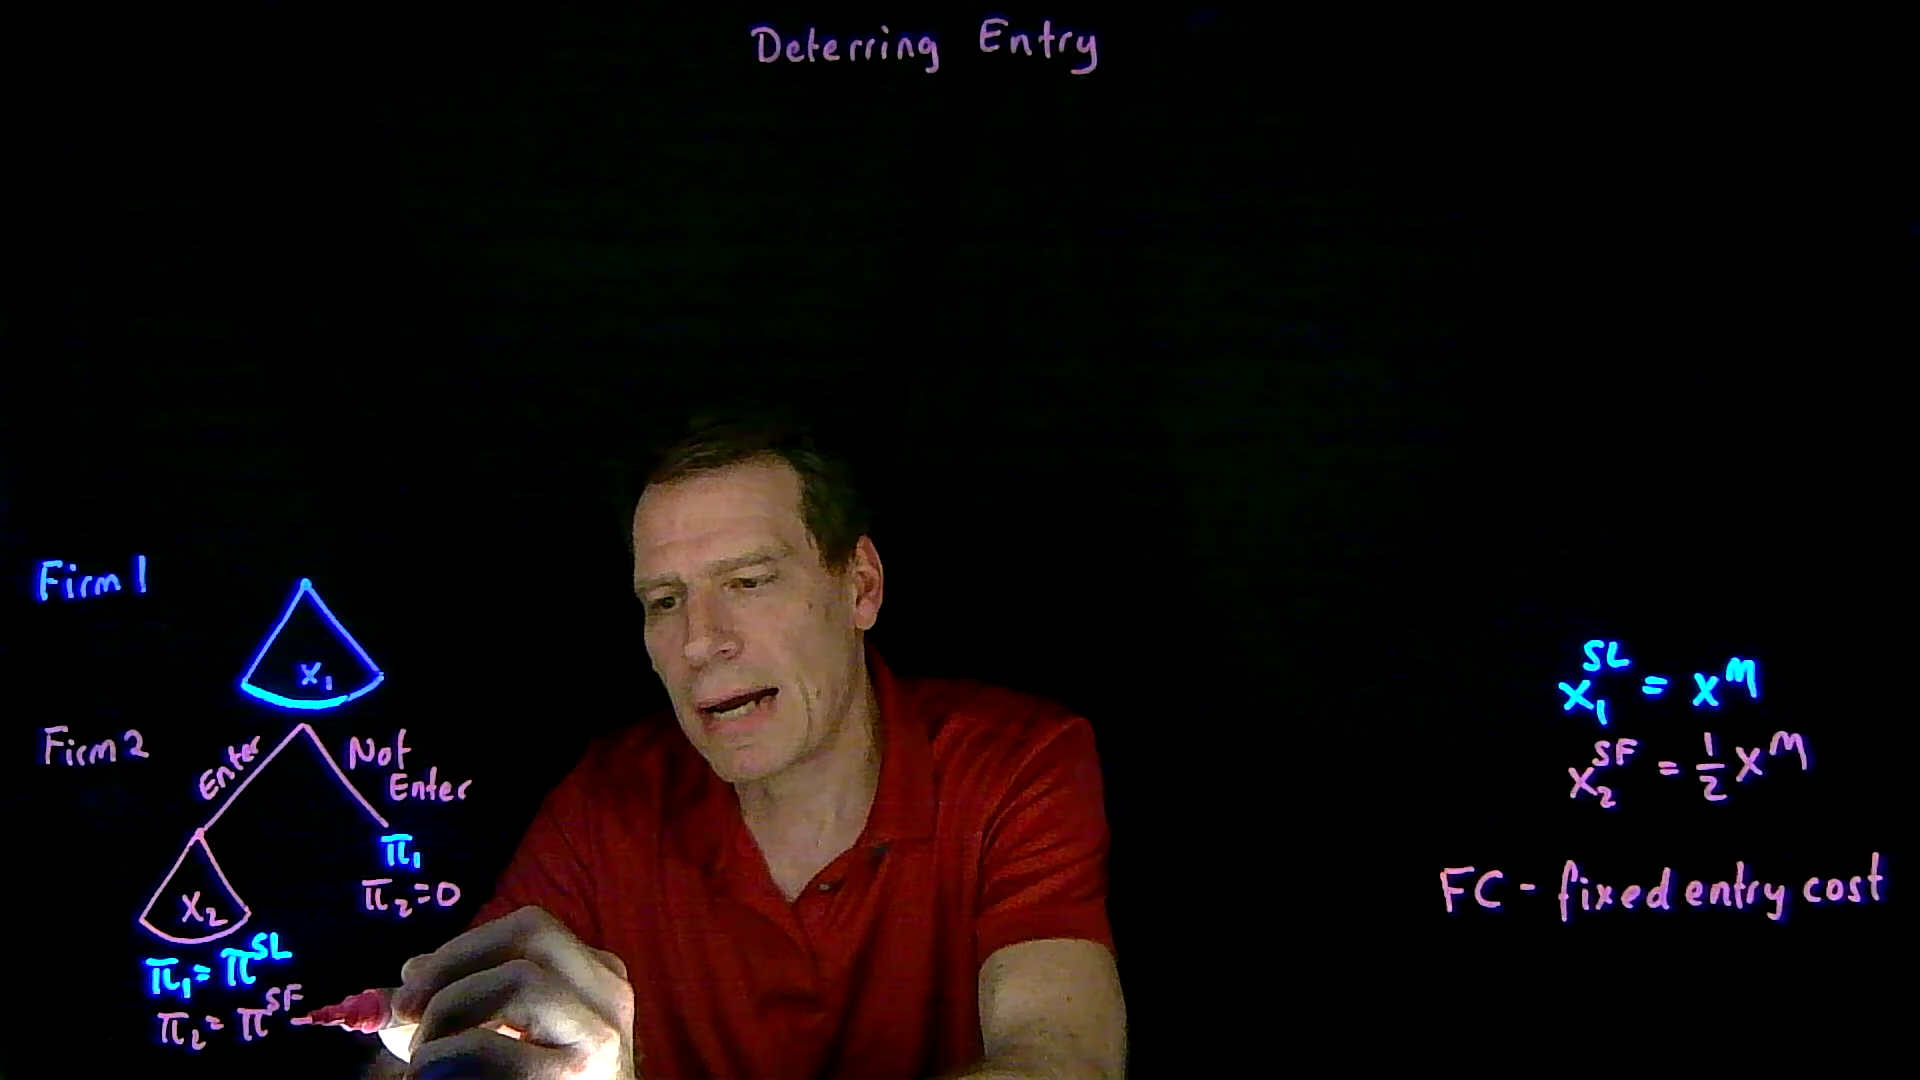 Deterring Entry
Firm 1
x₁
Firm 2
Enter
Not
Enter
π₁
π₂=0
x₂
π₁=π^SL
π₂=π^SF
x₁^SL = x^M
x₂^SF = 1/2 x^M
FC - fixed entry cost